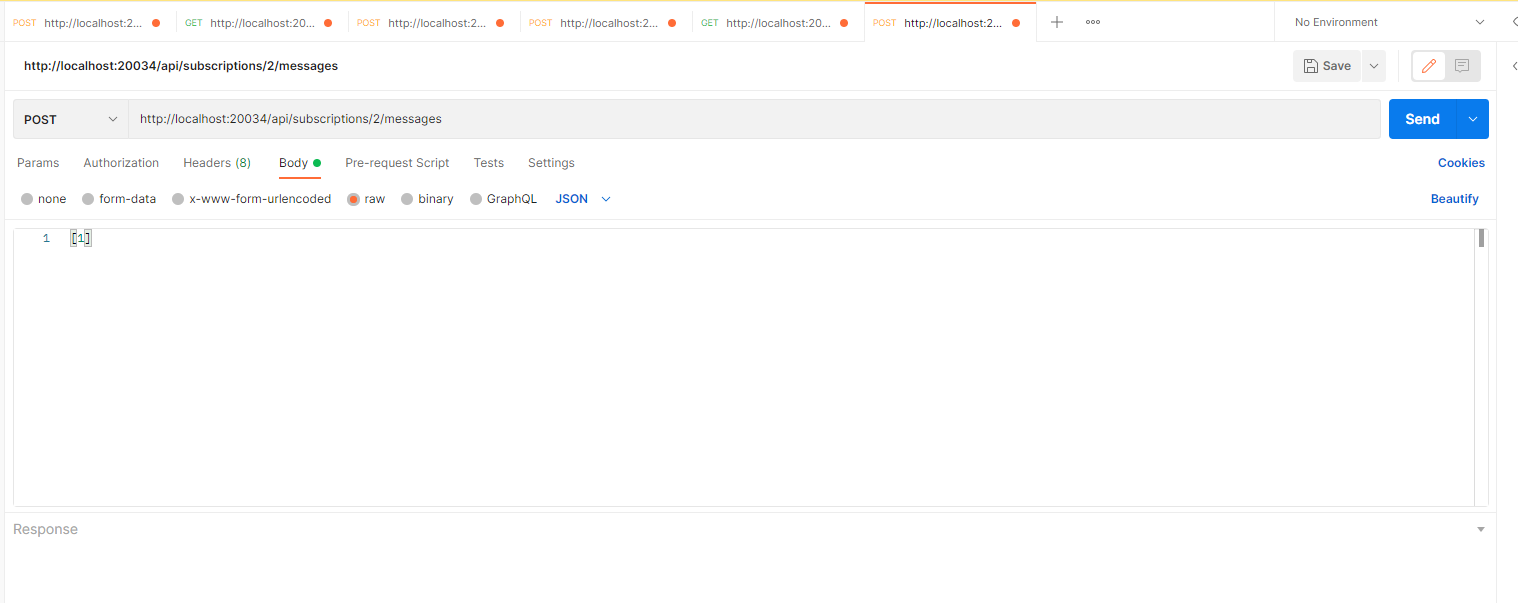 POST http://localhost:2... GET http://localhost:20... POST http://localhost:2... POST http://localhost:2... GET http://localhost:20... POST http://localhost:2... No Environment
http://localhost:20034/api/subscriptions/2/messages Save
POST http://localhost:20034/api/subscriptions/2/messages Send
Params Authorization Headers (8) Body Pre-request Script Tests Settings Cookies
none form-data x-www-form-urlencoded raw binary GraphQL JSON Beautify
1 [1]
Response